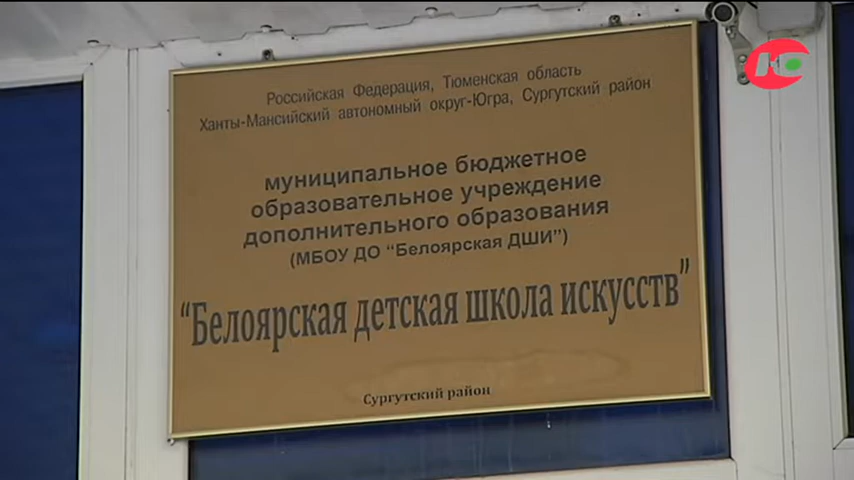 Российская Федерация, Тюменская область
Ханты-Мансийский автономный округ-Югра, Сургутский район
муниципальное бюджетное
образовательное учреждение
дополнительного образования
(МБОУ ДО “Белоярская ДШИ”)
“Белоярская детская школа искусств”
Сургутский район